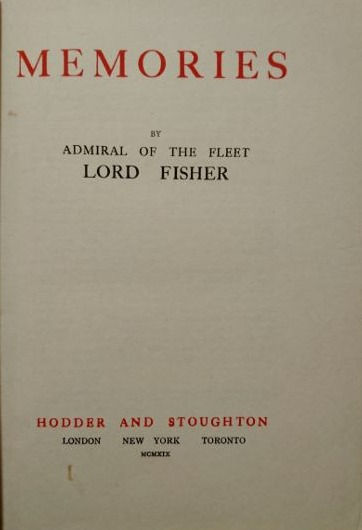 MEMORIES
BY
ADMIRAL OF THE FLEET
LORD FISHER
HODDER AND STOUGHTON
LONDON NEW YORK TORONTO
MCMXIX